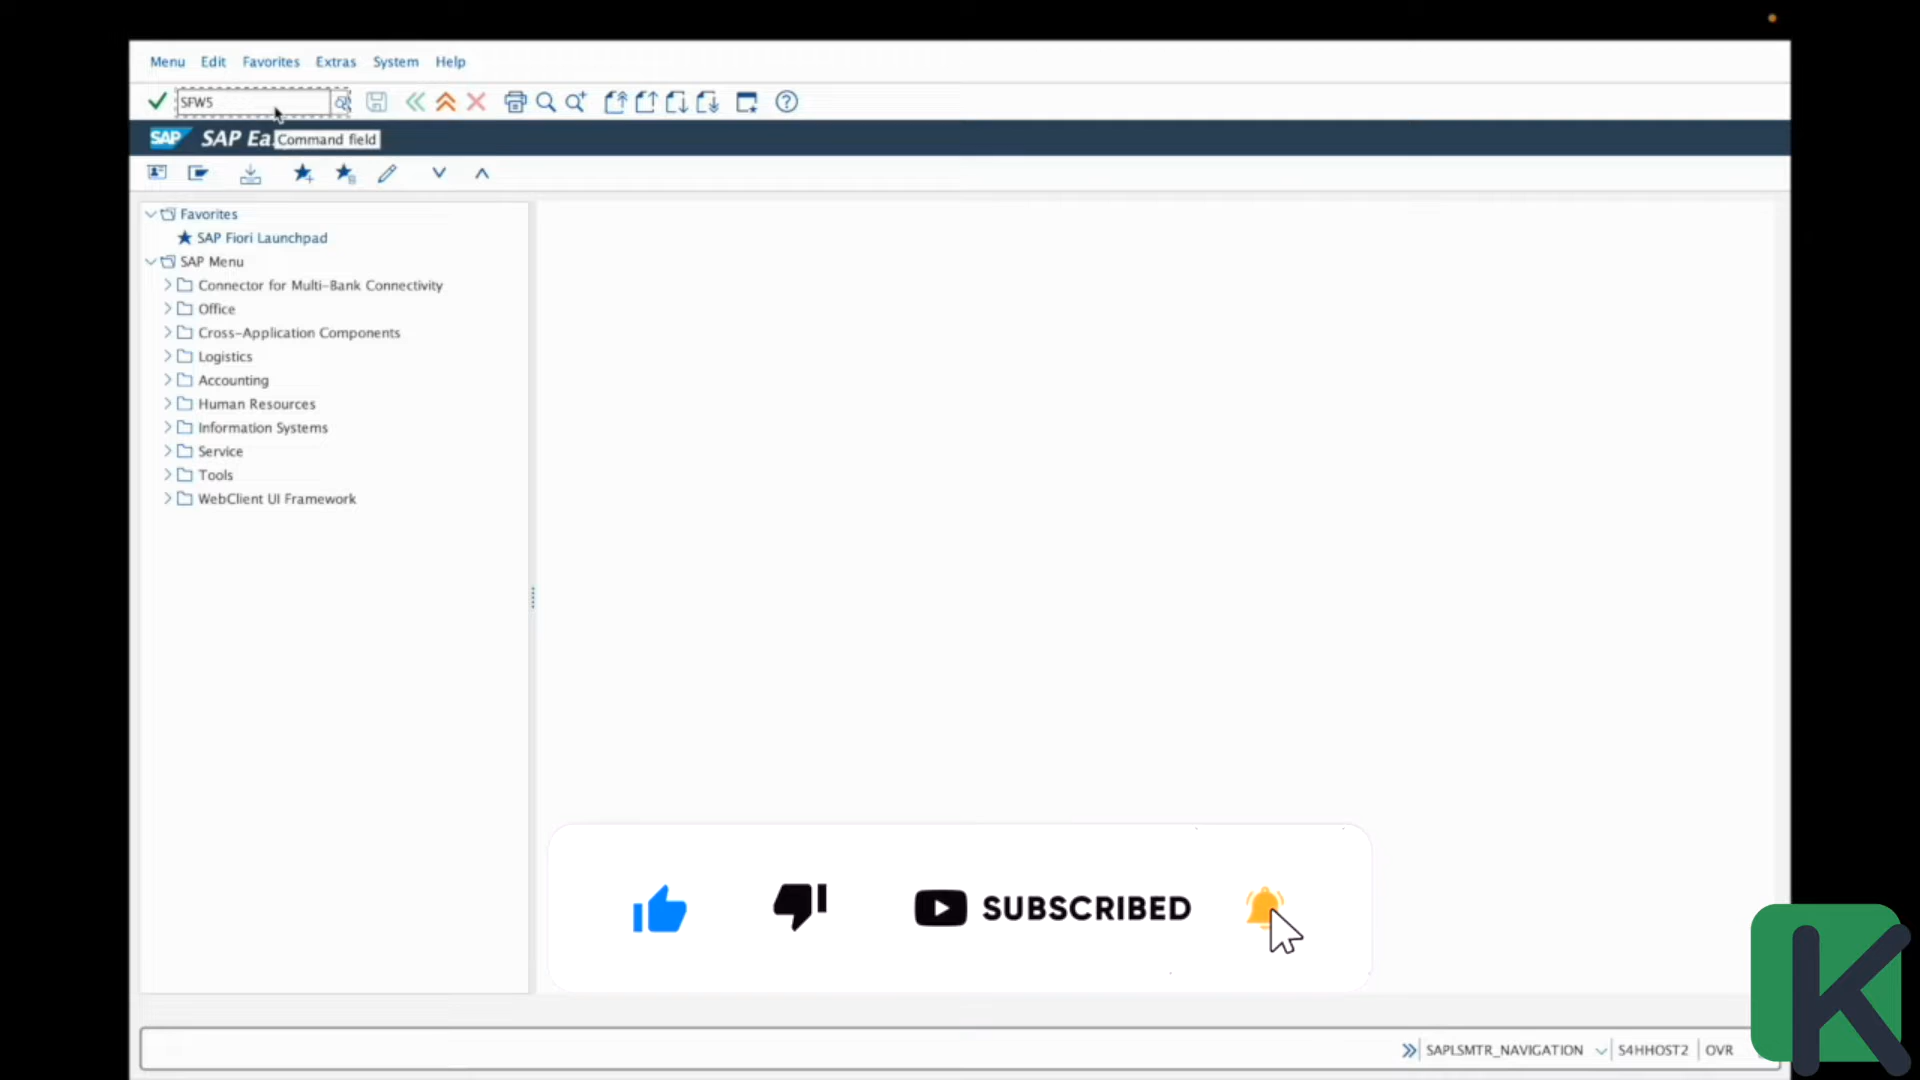 Menu Edit Favorites Extras System Help
SFW5
SAP SAP Ea
Command field
Favorites
SAP Fiori Launchpad
SAP Menu
Connector for Multi-Bank Connectivity
Office
Cross-Application Components
Logistics
Accounting
Human Resources
Information Systems
Service
Tools
WebClient UI Framework
SUBSCRIBED
SAPLSMTR_NAVIGATION S4HHOST2 OVR
K